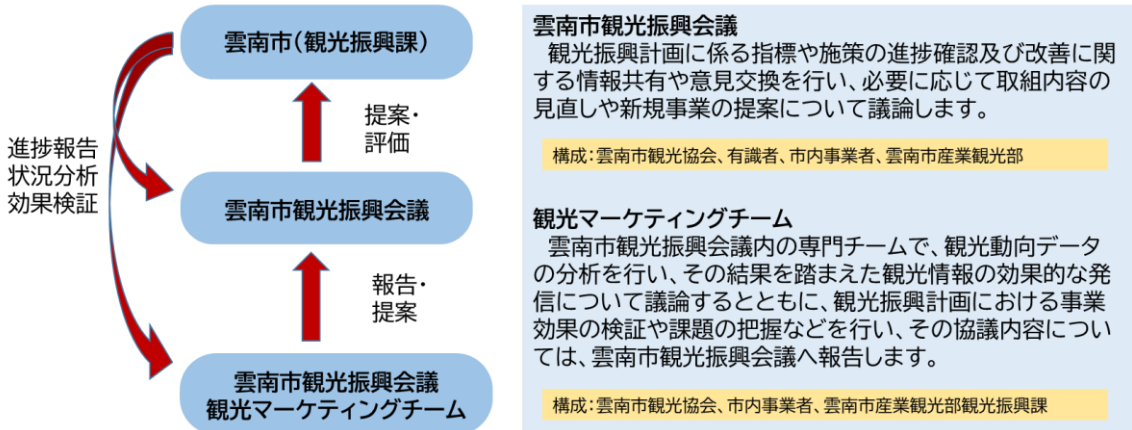 雲南市(観光振興課)
提案・
評価
進捗報告
状況分析
効果検証
雲南市観光振興会議
報告・
提案
雲南市観光振興会議
観光マーケティングチーム
雲南市観光振興会議
観光振興計画に係る指標や施策の進捗確認及び改善に関
する情報共有や意見交換を行い、必要に応じて取組内容の
見直しや新規事業の提案について議論します。
構成:雲南市観光協会、有識者、市内事業者、雲南市産業観光部
観光マーケティングチーム
雲南市観光振興会議内の専門チームで、観光動向データ
の分析を行い、その結果を踏まえた観光情報の効果的な発
信について議論するとともに、観光振興計画における事業
効果の検証や課題の把握などを行い、その協議内容につい
ては、雲南市観光振興会議へ報告します。
構成:雲南市観光協会、市内事業者、雲南市産業観光部観光振興課